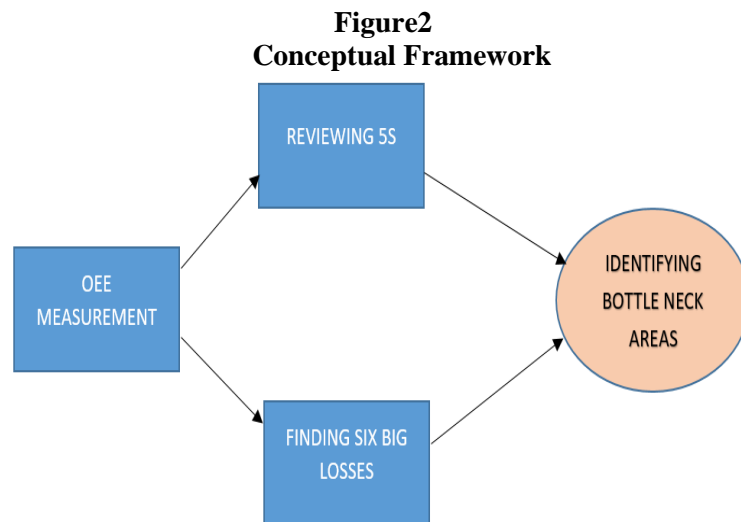 Figure2
Conceptual Framework
REVIEWING 5S
OEE
MEASUREMENT
IDENTIFYING
BOTTLE NECK
AREAS
FINDING SIX BIG
LOSSES